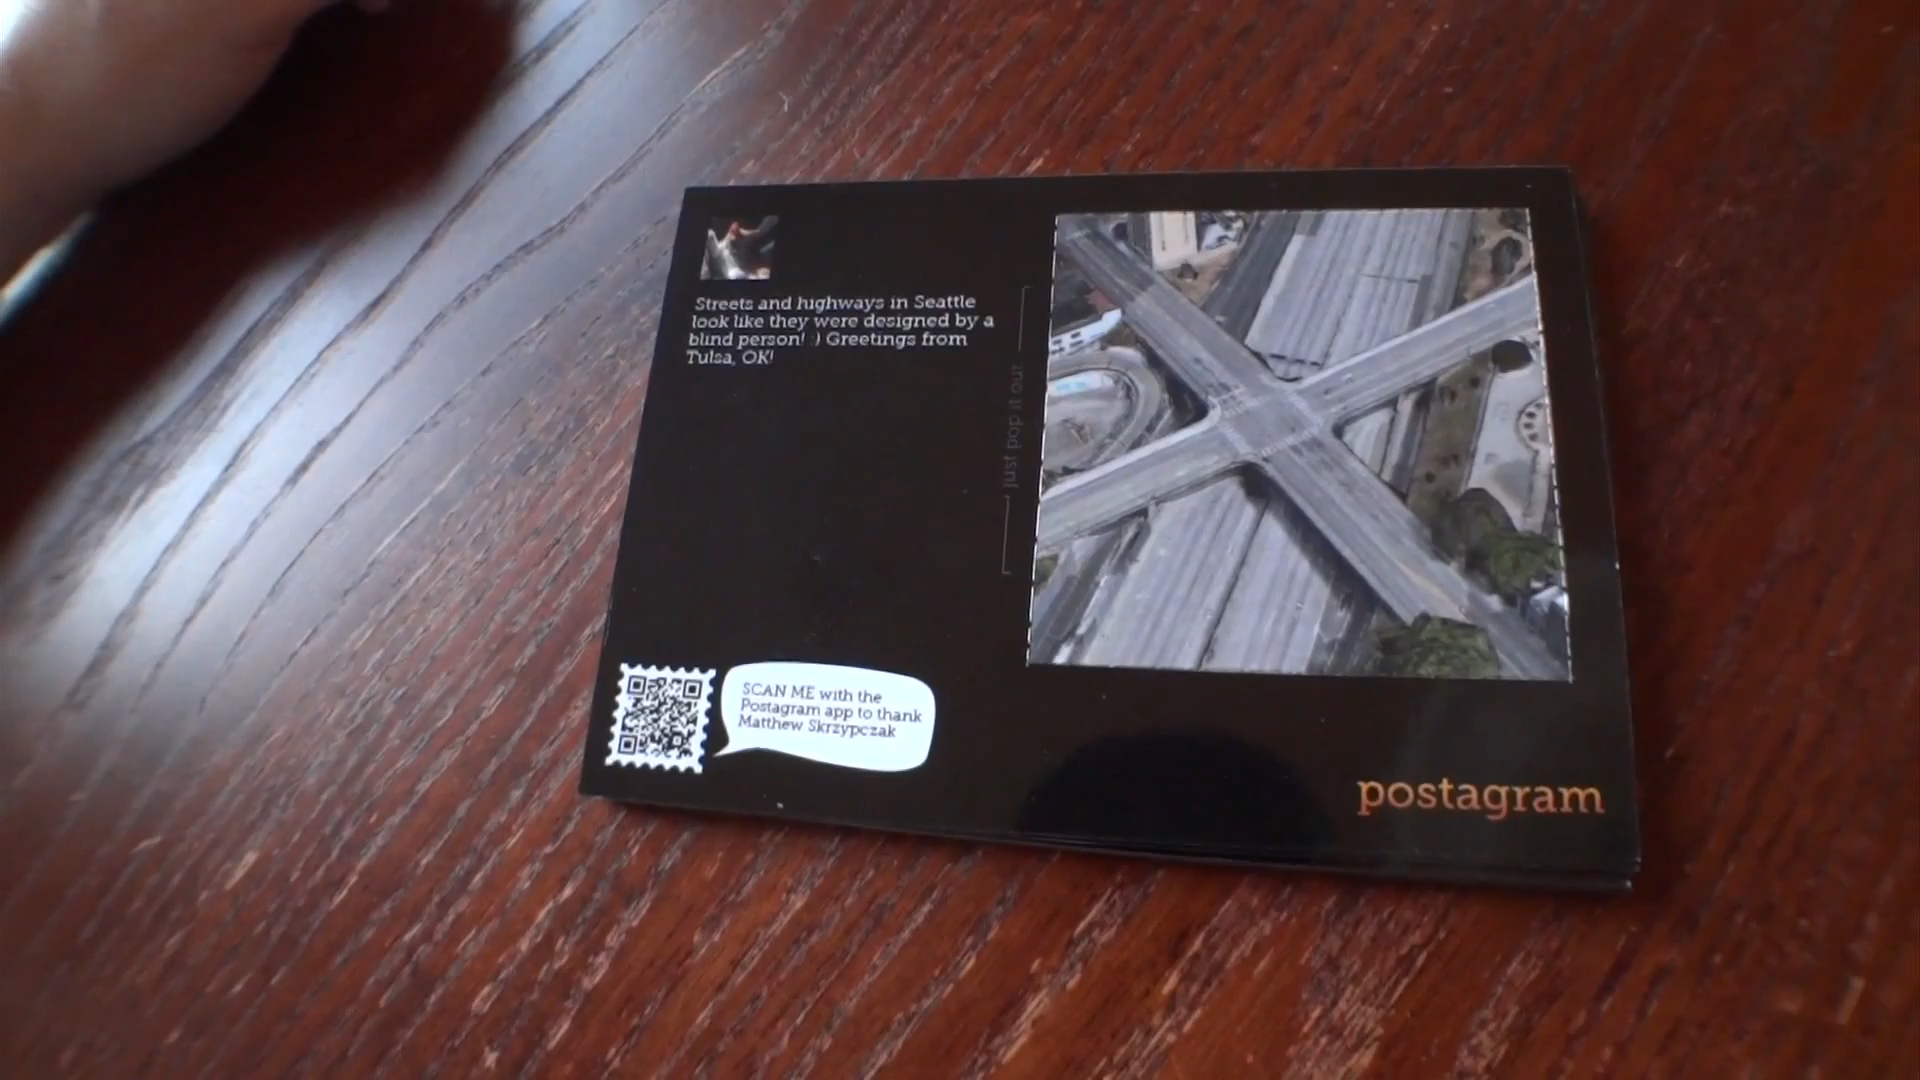 Streets and highways in Seattle
look like they were designed by a
blind person! :) Greetings from
Tulsa, OK!
just pop it out
SCAN ME with the
Postagram app to thank
Matthew Skrzypczak
postagram